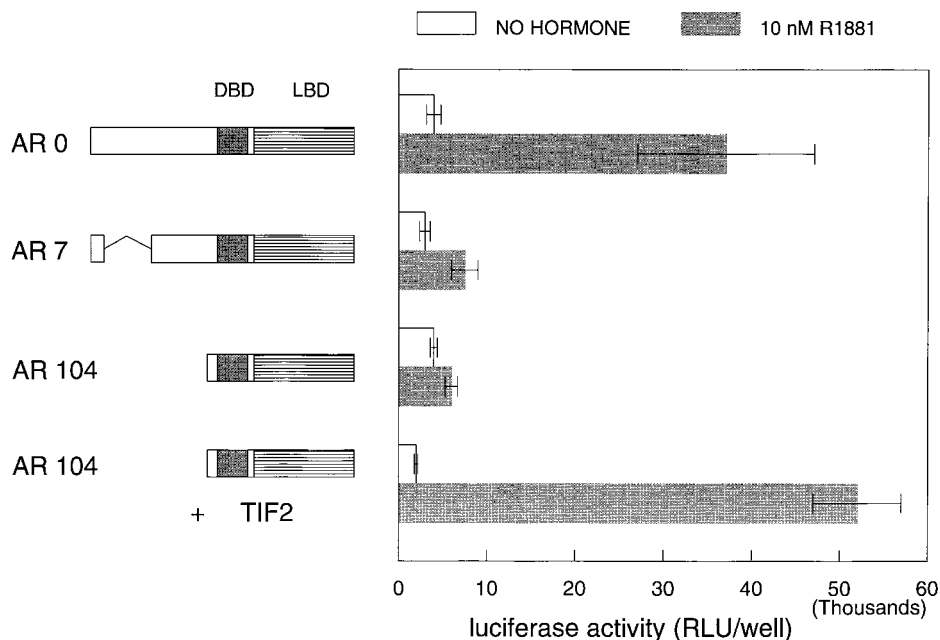 NO HORMONE 10 nM R1881
DBD LBD
AR 0
AR 7
AR 104
AR 104
+ TIF2
0 10 20 30 40 50 60
(Thousands)
luciferase activity (RLU/well)